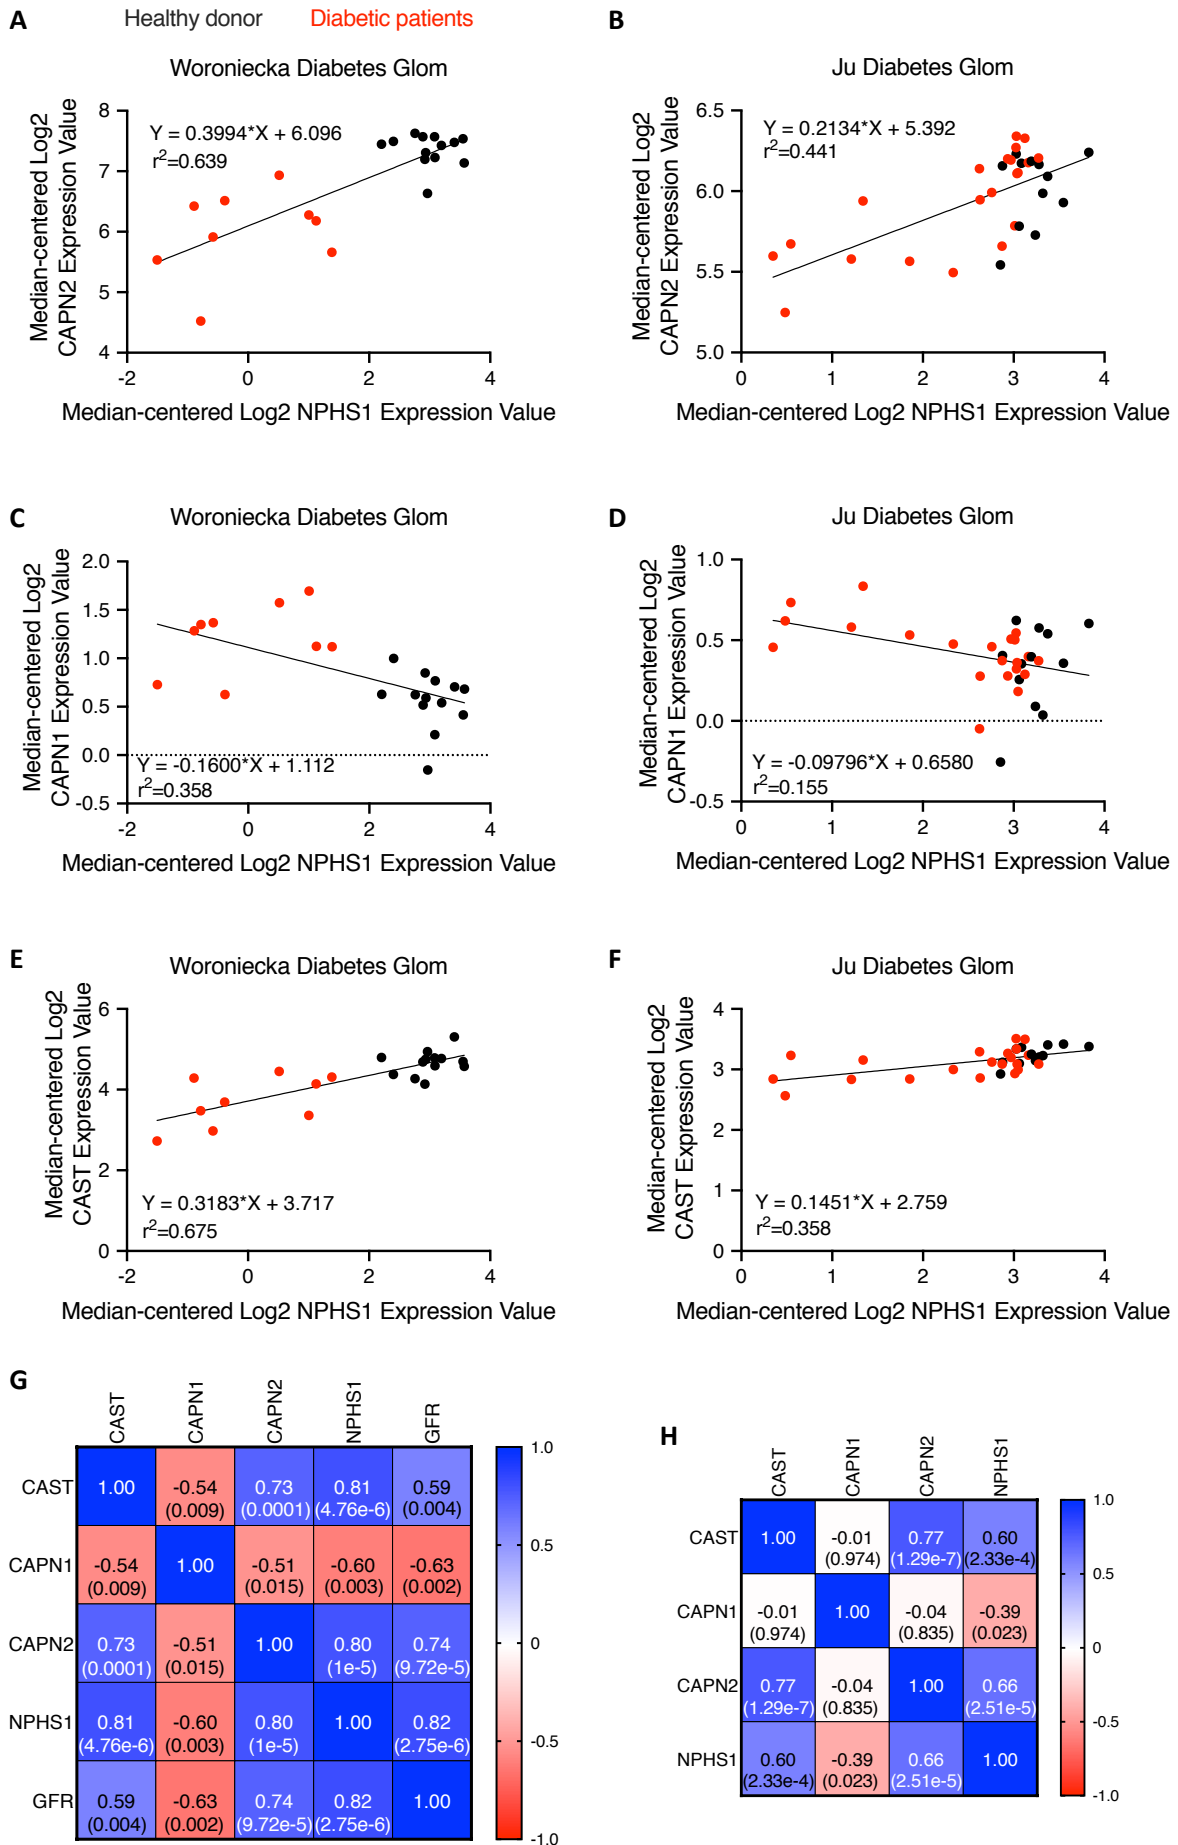 A
Healthy donor
Diabetic patients
Woroniecka Diabetes Glom
Median-centered Log2
CAPN2 Expression Value
8
7
6
5
4
Y = 0.3994*X + 6.096
r²=0.639
-2
0
2
4
Median-centered Log2 NPHS1 Expression Value
B
Ju Diabetes Glom
Median-centered Log2
CAPN2 Expression Value
6.5
6.0
5.5
5.0
Y = 0.2134*X + 5.392
r²=0.441
0
1
2
3
4
Median-centered Log2 NPHS1 Expression Value
C
Woroniecka Diabetes Glom
Median-centered Log2
CAPN1 Expression Value
2.0
1.5
1.0
0.5
0.0
-0.5
Y = -0.1600*X + 1.112
r²=0.358
-2
0
2
4
Median-centered Log2 NPHS1 Expression Value
D
Ju Diabetes Glom
Median-centered Log2
CAPN1 Expression Value
1.0
0.5
0.0
-0.5
Y = -0.09796*X + 0.6580
r²=0.155
0
1
2
3
4
Median-centered Log2 NPHS1 Expression Value
E
Woroniecka Diabetes Glom
Median-centered Log2
CAST Expression Value
6
4
2
0
Y = 0.3183*X + 3.717
r²=0.675
-2
0
2
4
Median-centered Log2 NPHS1 Expression Value
F
Ju Diabetes Glom
Median-centered Log2
CAST Expression Value
4
3
2
1
0
Y = 0.1451*X + 2.759
r²=0.358
0
1
2
3
4
Median-centered Log2 NPHS1 Expression Value
G
CAST
CAPN1
CAPN2
NPHS1
GFR
CAST
1.00
-0.54
(0.009)
0.73
(0.0001)
0.81
(4.76e-6)
0.59
(0.004)
CAPN1
-0.54
(0.009)
1.00
-0.51
(0.015)
-0.60
(0.003)
-0.63
(0.002)
CAPN2
0.73
(0.0001)
-0.51
(0.015)
1.00
0.80
(1e-5)
0.74
(9.72e-5)
NPHS1
0.81
(4.76e-6)
-0.60
(0.003)
0.80
(1e-5)
1.00
0.82
(2.75e-6)
GFR
0.59
(0.004)
-0.63
(0.002)
0.74
(9.72e-5)
0.82
(2.75e-6)
1.00
1.0
0.5
0
-0.5
-1.0
H
CAST
CAPN1
CAPN2
NPHS1
CAST
1.00
-0.01
(0.974)
0.77
(1.29e-7)
0.60
(2.33e-4)
CAPN1
-0.01
(0.974)
1.00
-0.04
(0.835)
-0.39
(0.023)
CAPN2
0.77
(1.29e-7)
-0.04
(0.835)
1.00
0.66
(2.51e-5)
NPHS1
0.60
(2.33e-4)
-0.39
(0.023)
0.66
(2.51e-5)
1.00
1.0
0.5
0
-0.5
-1.0